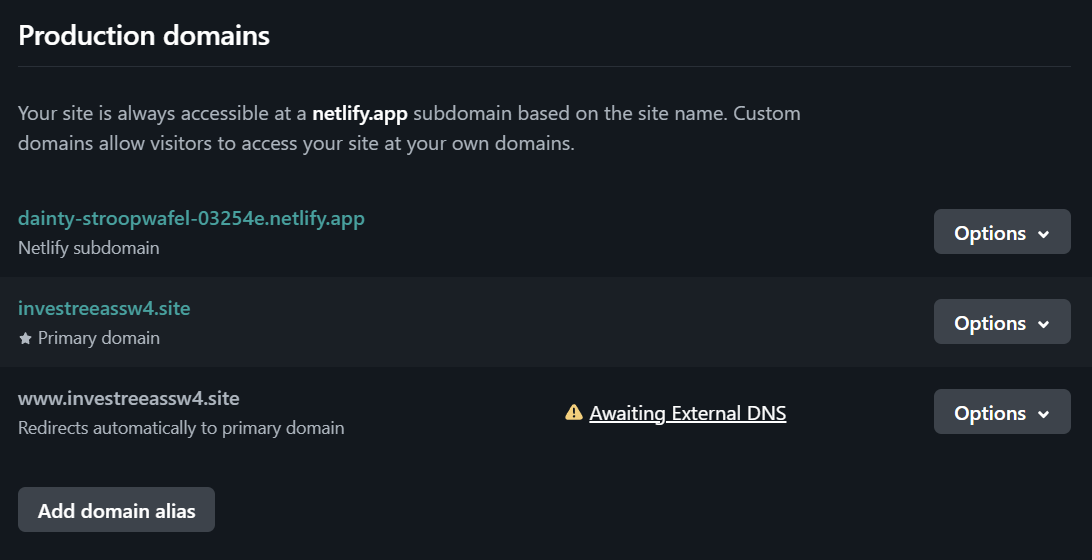 Production domains
Your site is always accessible at a netlify.app subdomain based on the site name. Custom
domains allow visitors to access your site at your own domains.
dainty-stroopwafel-03254e.netlify.app
Netlify subdomain
Options
investreeassw4.site
Primary domain
Options
www.investreeassw4.site
Redirects automatically to primary domain
Awaiting External DNS
Options
Add domain alias